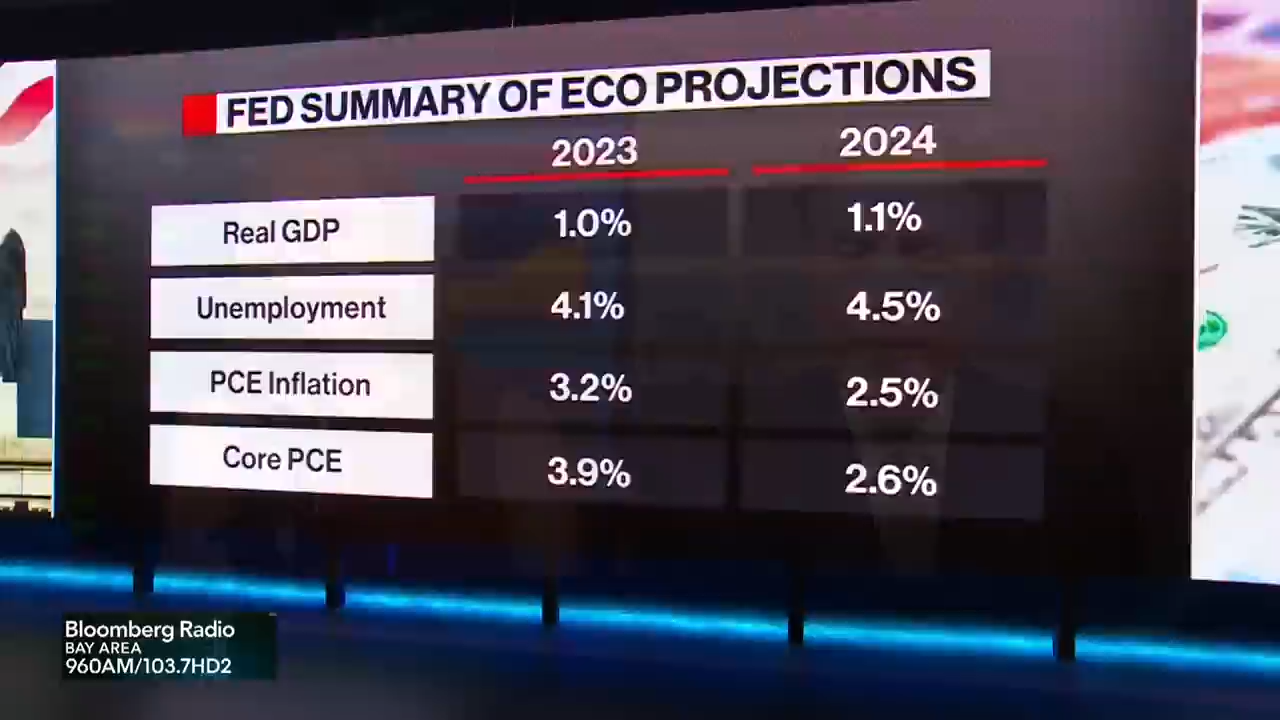 FED SUMMARY OF ECO PROJECTIONS
2023 2024
Real GDP 1.0% 1.1%
Unemployment 4.1% 4.5%
PCE Inflation 3.2% 2.5%
Core PCE 3.9% 2.6%
Bloomberg Radio
BAY AREA
960AM/103.7HD2